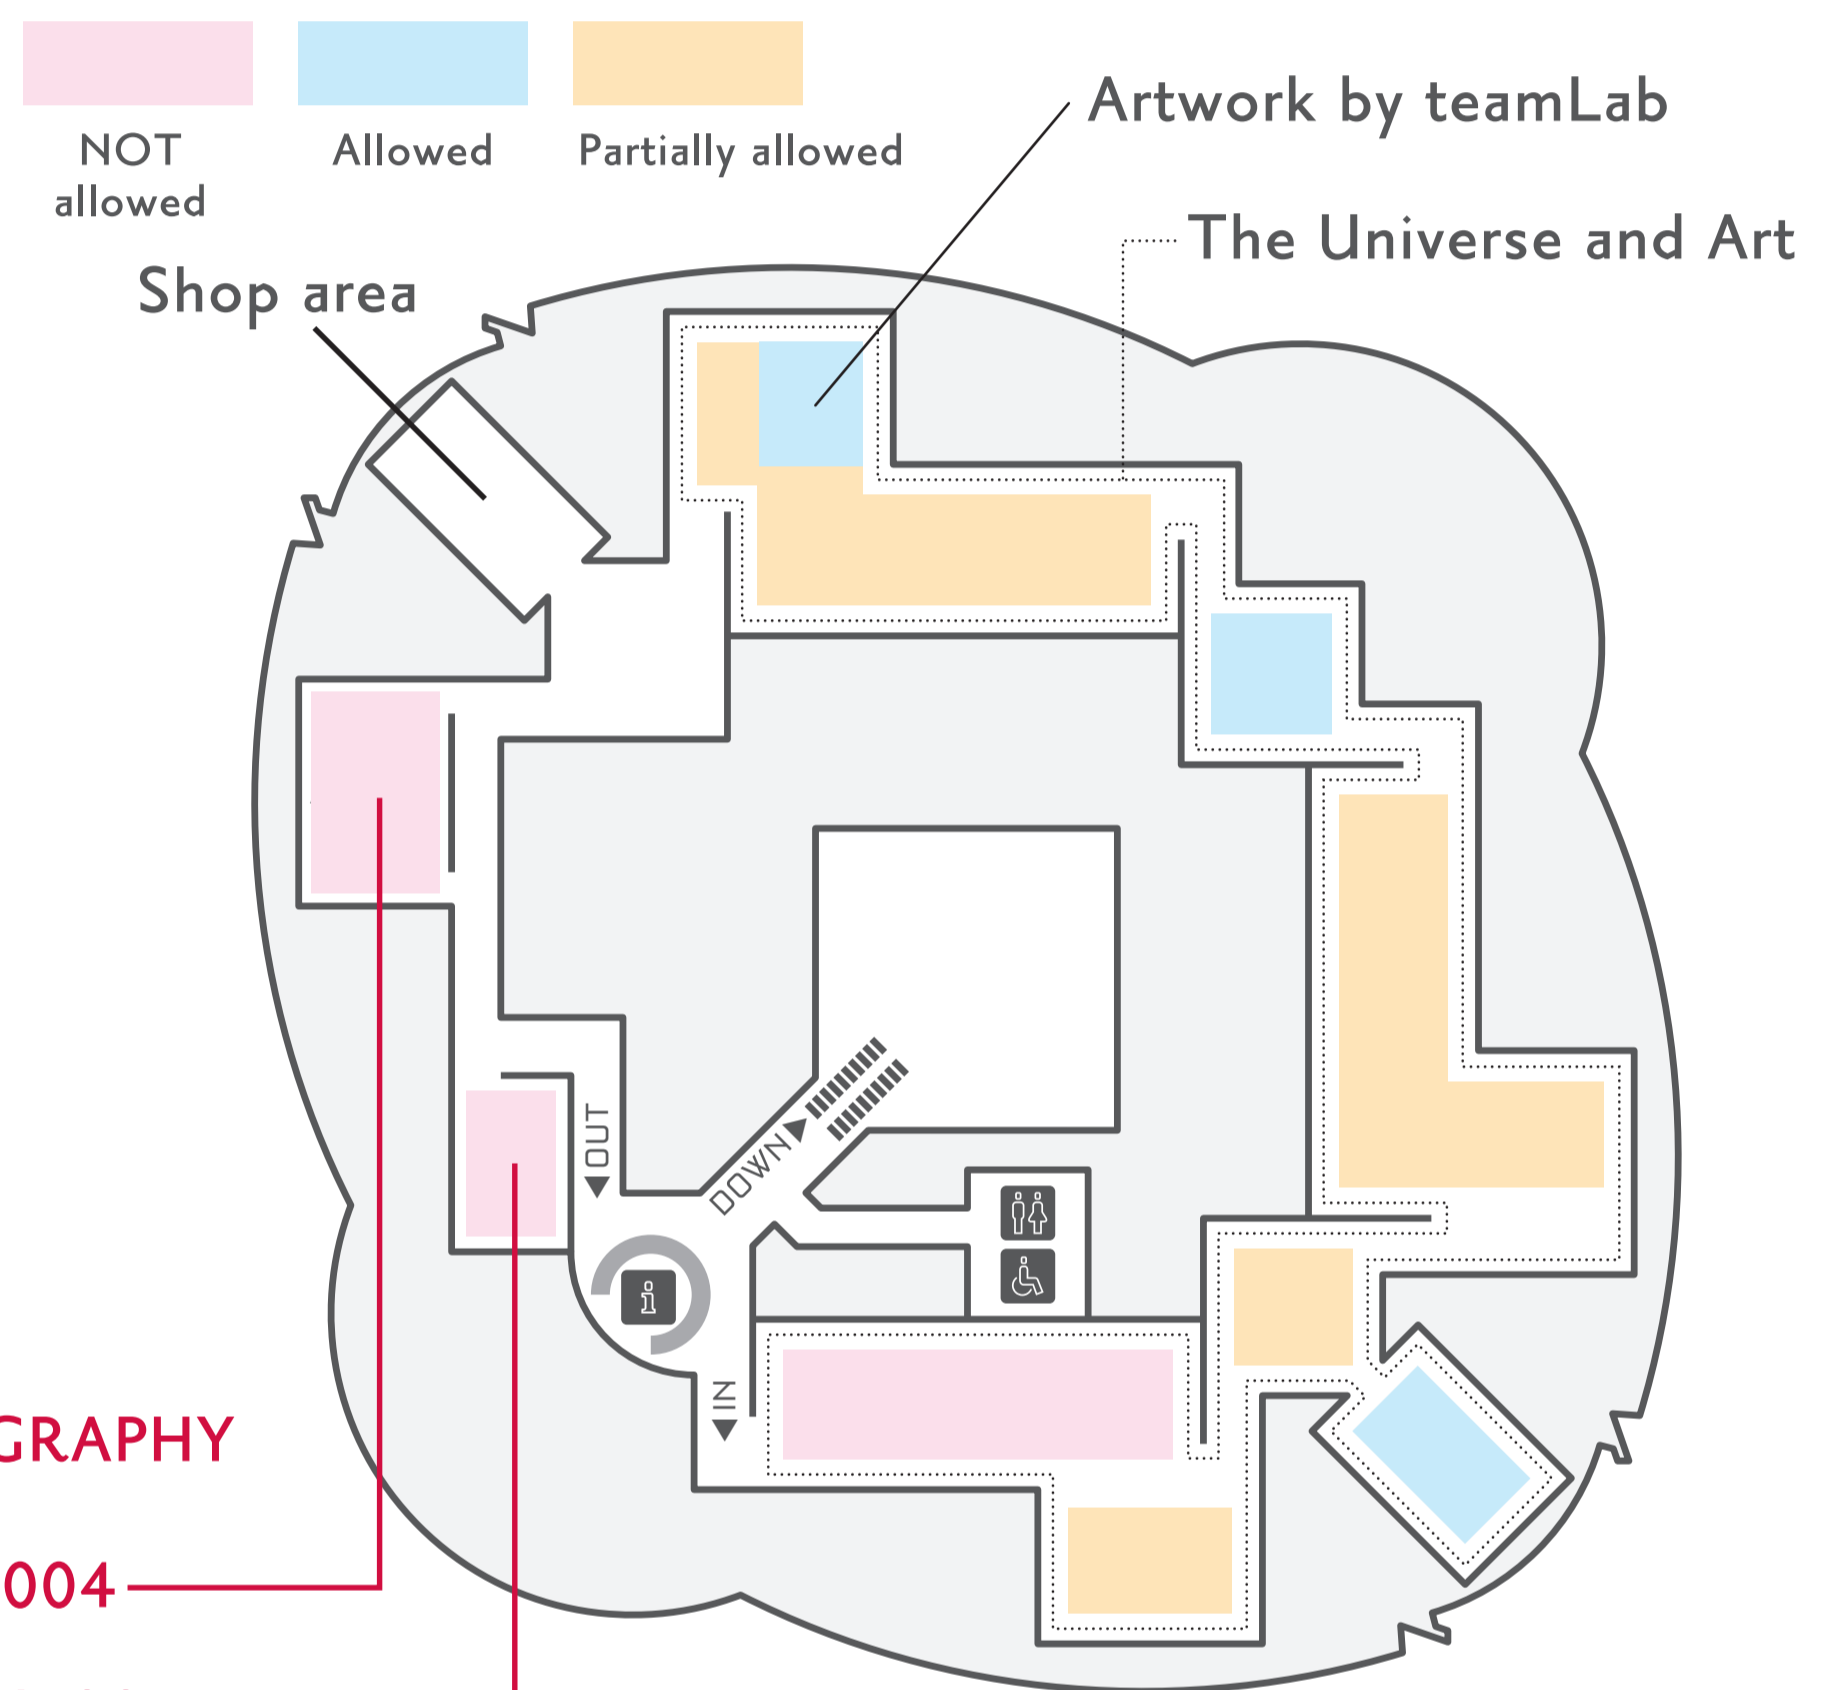 NOT
allowed
Allowed
Partially allowed
Artwork by teamLab
The Universe and Art
Shop area
OUT
DOWN
i
IN
GRAPHY
004